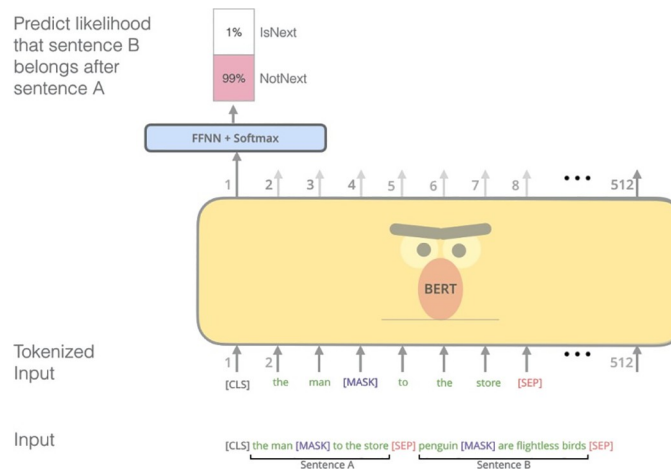 Predict likelihood
that sentence B
belongs after
sentence A
1% IsNext
99% NotNext
FFNN + Softmax
1 2 3 4 5 6 7 8 ••• 512
BERT
Tokenized
Input
1 2 ••• 512
[CLS] the man [MASK] to the store [SEP]
Input
[CLS] the man [MASK] to the store [SEP] penguin [MASK] are flightless birds [SEP]
Sentence A Sentence B